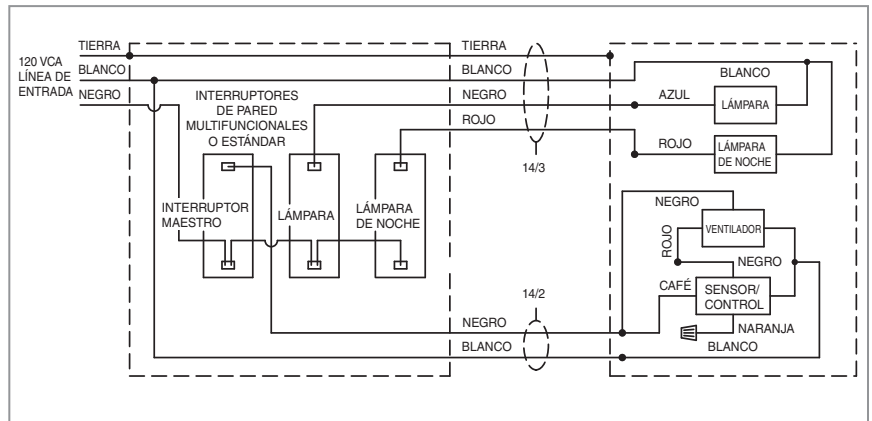 120 VCA
LÍNEA DE
ENTRADA
TIERRA
BLANCO
NEGRO
INTERRUPTORES
DE PARED
MULTIFUNCIONALES
O ESTÁNDAR
INTERRUPTOR
MAESTRO
LÁMPARA
LÁMPARA
DE NOCHE
TIERRA
BLANCO
NEGRO
ROJO
14/3
14/2
NEGRO
BLANCO
BLANCO
AZUL
LÁMPARA
ROJO
LÁMPARA
DE NOCHE
NEGRO
VENTILADOR
ROJO
NEGRO
CAFÉ
SENSOR/
CONTROL
NARANJA
BLANCO